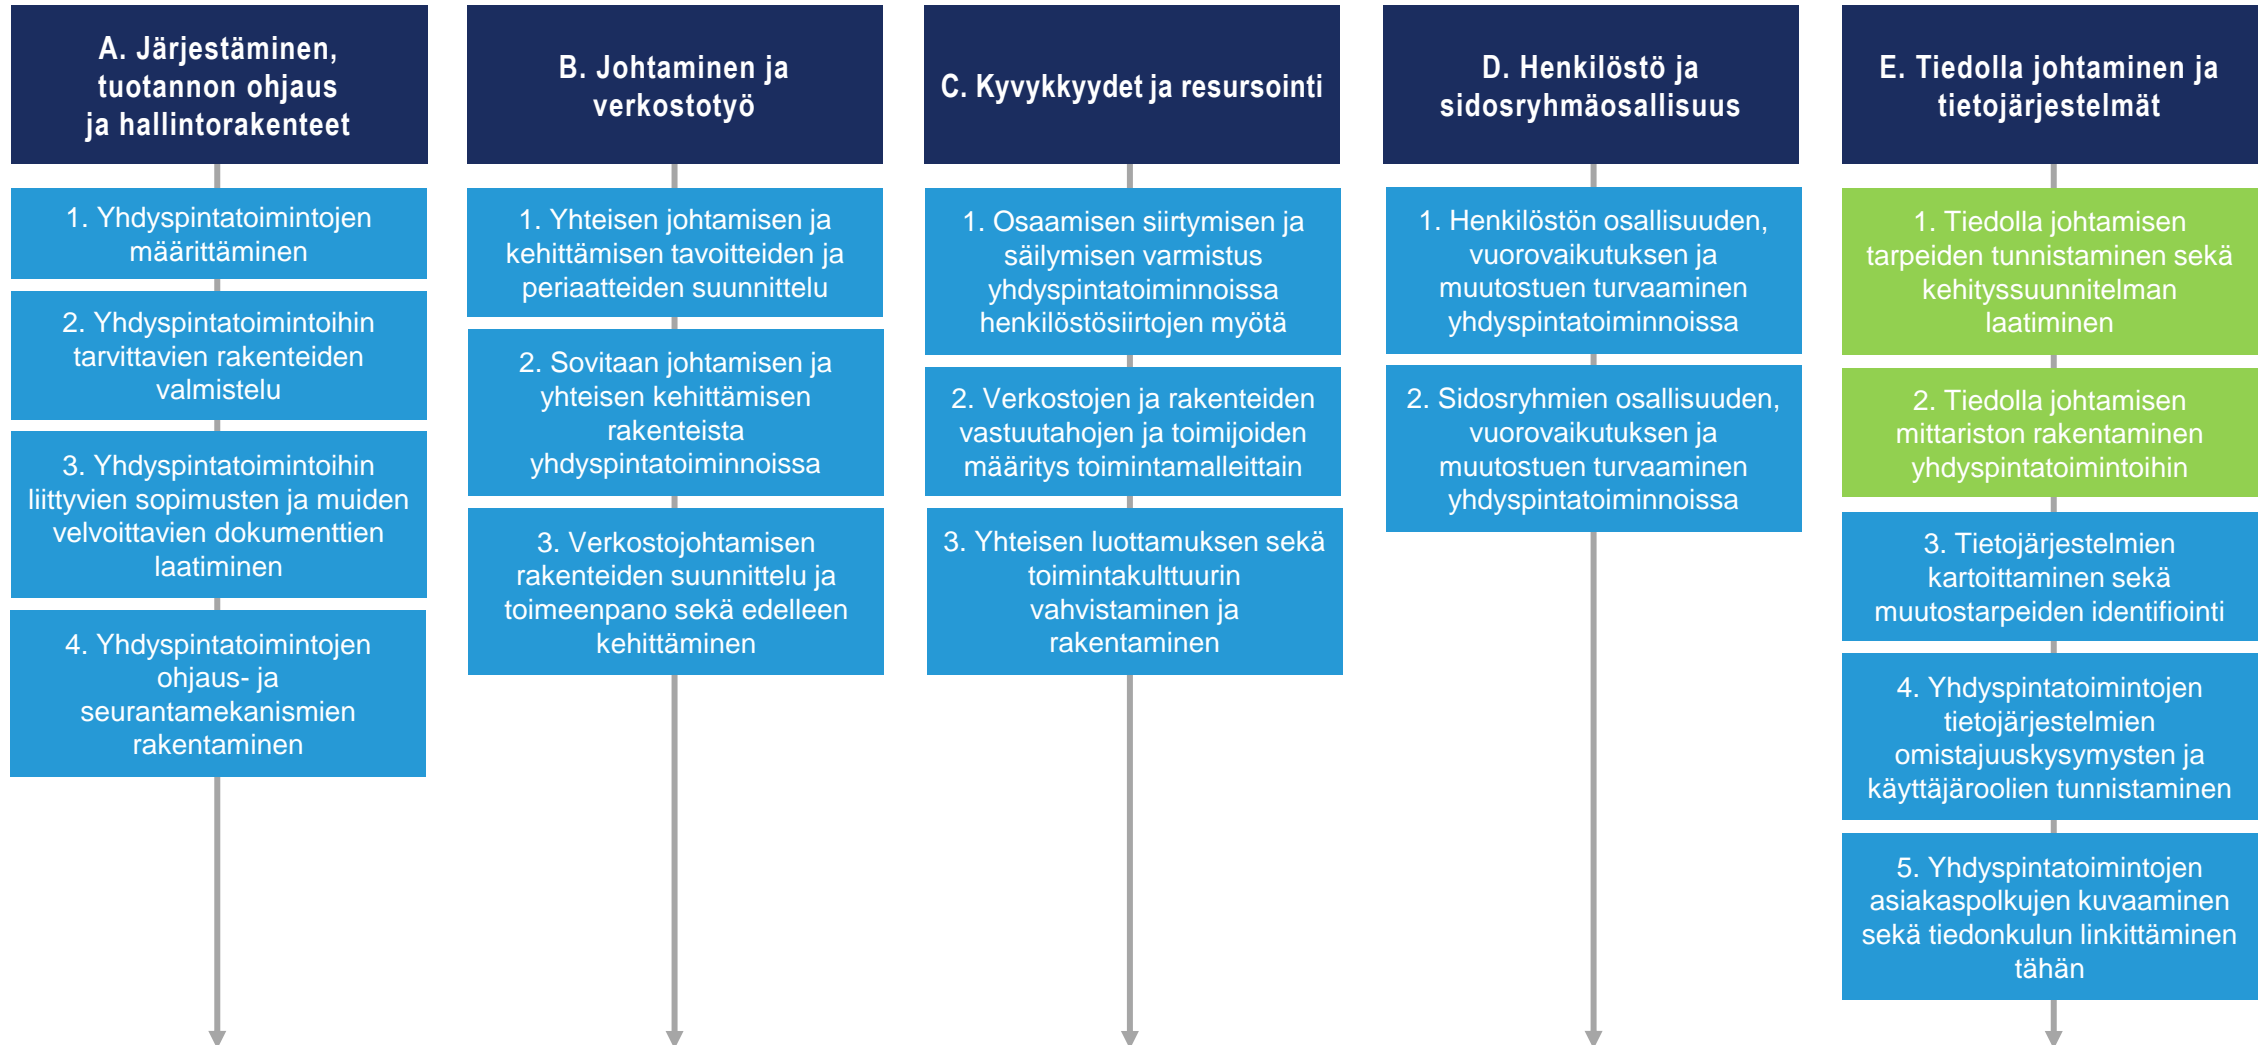 A. Järjestäminen,
tuotannon ohjaus
ja hallintorakenteet
1. Yhdyspintatoimintojen
määrittäminen
2. Yhdyspintatoimintoihin
tarvittavien rakenteiden
valmistelu
3. Yhdyspintatoimintoihin
liittyvien sopimusten ja muiden
velvoittavien dokumenttien
laatiminen
4. Yhdyspintatoimintojen
ohjaus- ja
seurantamekanismien
rakentaminen
B. Johtaminen ja
verkostotyö
1. Yhteisen johtamisen ja
kehittämisen tavoitteiden ja
periaatteiden suunnittelu
2. Sovitaan johtamisen ja
yhteisen kehittämisen
rakenteista
yhdyspintatoiminnoissa
3. Verkostojohtamisen
rakenteiden suunnittelu ja
toimeenpano sekä edelleen
kehittäminen
C. Kyvykkyydet ja resursointi
1. Osaamisen siirtymisen ja
säilymisen varmistus
yhdyspintatoiminnoissa
henkilöstösiirtojen myötä
2. Verkostojen ja rakenteiden
vastuutahojen ja toimijoiden
määritys toimintamalleittain
3. Yhteisen luottamuksen sekä
toimintakulttuurin
vahvistaminen ja
rakentaminen
D. Henkilöstö ja
sidosryhmäosallisuus
1. Henkilöstön osallisuuden,
vuorovaikutuksen ja
muutostuen turvaaminen
yhdyspintatoiminnoissa
2. Sidosryhmien osallisuuden,
vuorovaikutuksen ja
muutostuen turvaaminen
yhdyspintatoiminnoissa
E. Tiedolla johtaminen ja
tietojärjestelmät
1. Tiedolla johtamisen
tarpeiden tunnistaminen sekä
kehityssuunnitelman
laatiminen
2. Tiedolla johtamisen
mittariston rakentaminen
yhdyspintatoimintoihin
3. Tietojärjestelmien
kartoittaminen sekä
muutostarpeiden identifiointi
4. Yhdyspintatoimintojen
tietojärjestelmien
omistajuuskysymysten ja
käyttäjäroolien tunnistaminen
5. Yhdyspintatoimintojen
asiakaspolkujen kuvaaminen
sekä tiedonkulun linkittäminen
tähän